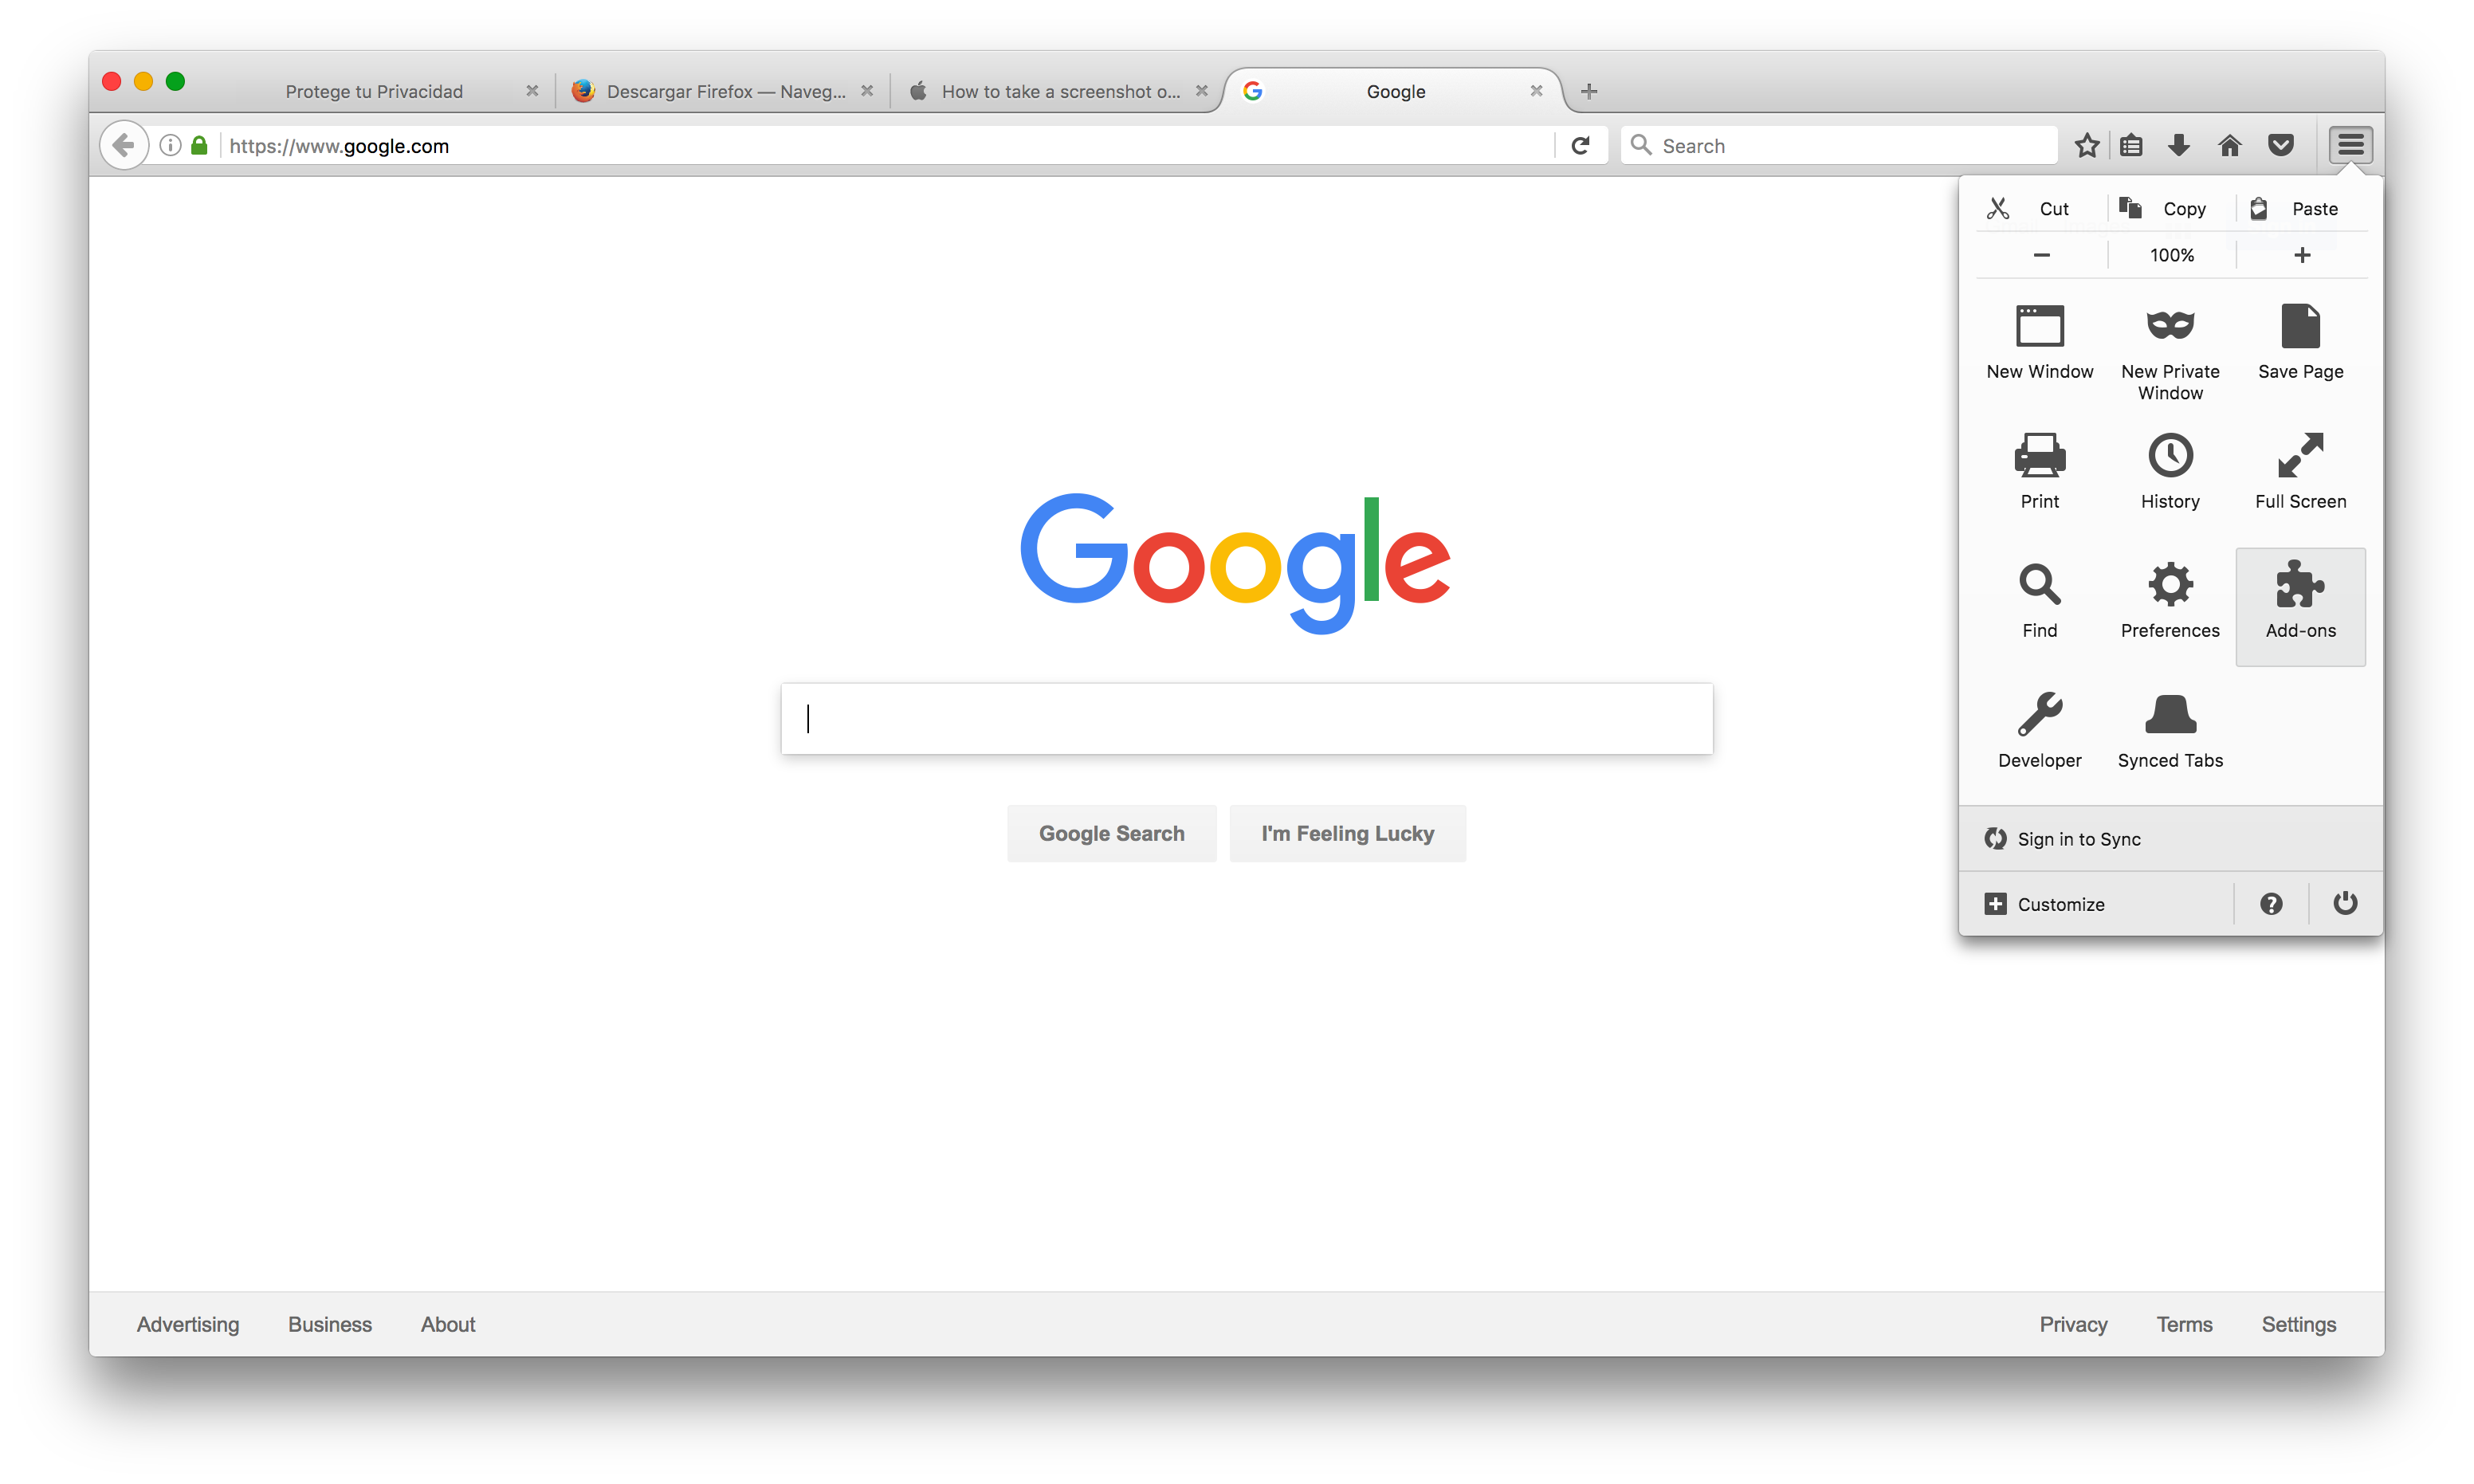 Protege tu Privacidad
Descargar Firefox — Naveg...
How to take a screenshot o...
Google
https://www.google.com
Search
Cut Copy Paste
100%
New Window New Private Window Save Page
Print History Full Screen
Find Preferences Add-ons
Developer Synced Tabs
Sign in to Sync
Customize
Google
Google Search I'm Feeling Lucky
Advertising Business About Privacy Terms Settings